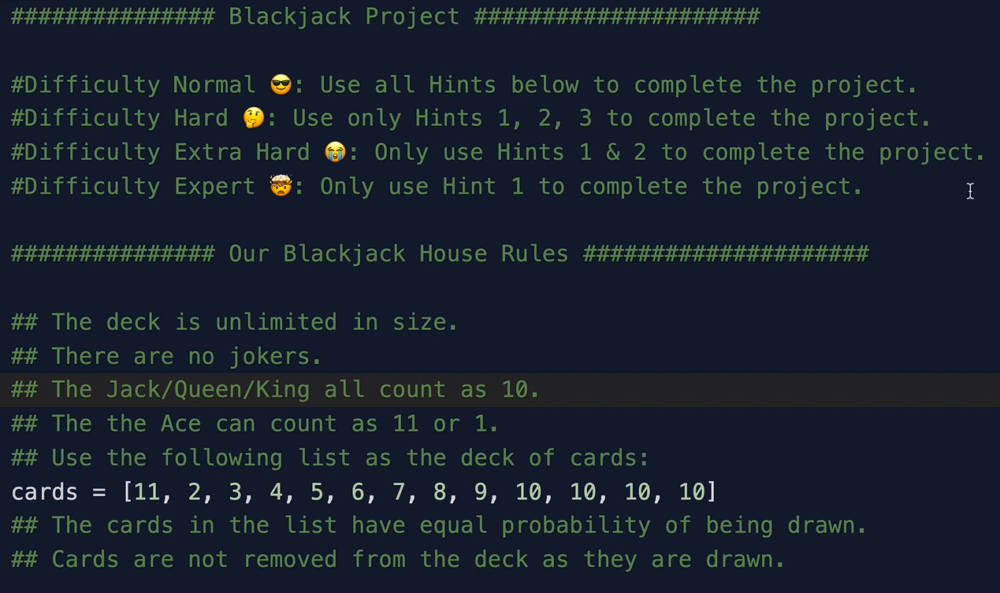 ############### Blackjack Project #####################
#Difficulty Normal 😎: Use all Hints below to complete the project.
#Difficulty Hard 🤔: Use only Hints 1, 2, 3 to complete the project.
#Difficulty Extra Hard 😭: Only use Hints 1 & 2 to complete the project.
#Difficulty Expert 🤯: Only use Hint 1 to complete the project.
############### Our Blackjack House Rules #####################
## The deck is unlimited in size.
## There are no jokers.
## The Jack/Queen/King all count as 10.
## The the Ace can count as 11 or 1.
## Use the following list as the deck of cards:
cards = [11, 2, 3, 4, 5, 6, 7, 8, 9, 10, 10, 10, 10]
## The cards in the list have equal probability of being drawn.
## Cards are not removed from the deck as they are drawn.